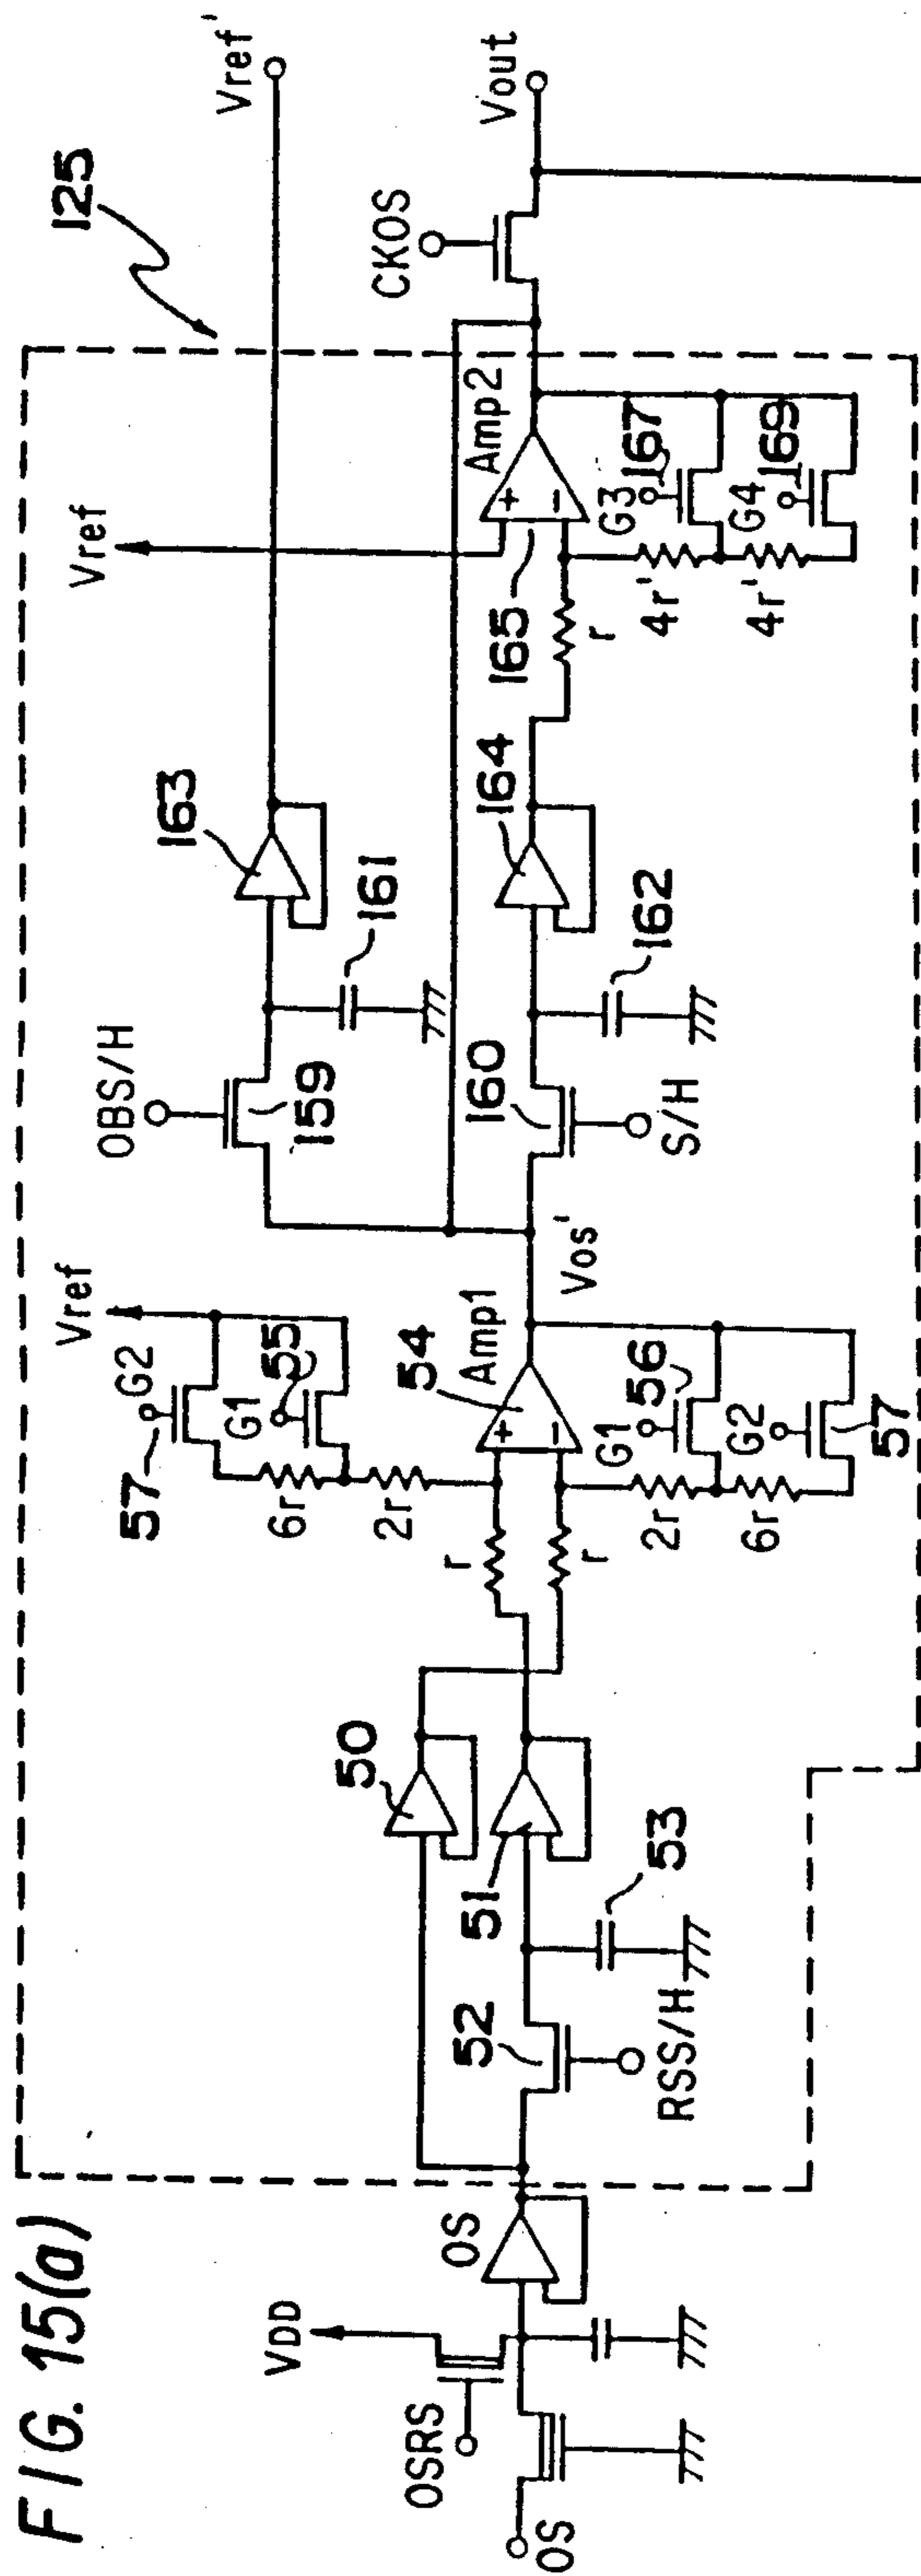 FIG. 15(a)
125
Vref'
Vref
Vref
163
OBS/H
159
161
CKOS
Vout
Amp2
+
−
165
G3
167
G4
169
4r'
4r'
r
164
162
160
S/H
Vos'
57
G2
G1
55
6r
2r
Amp1
54
+
−
r
r
G1
56
G2
57
2r
6r
50
51
53
52
RSS/H
OS
VDD
OSRS
OS